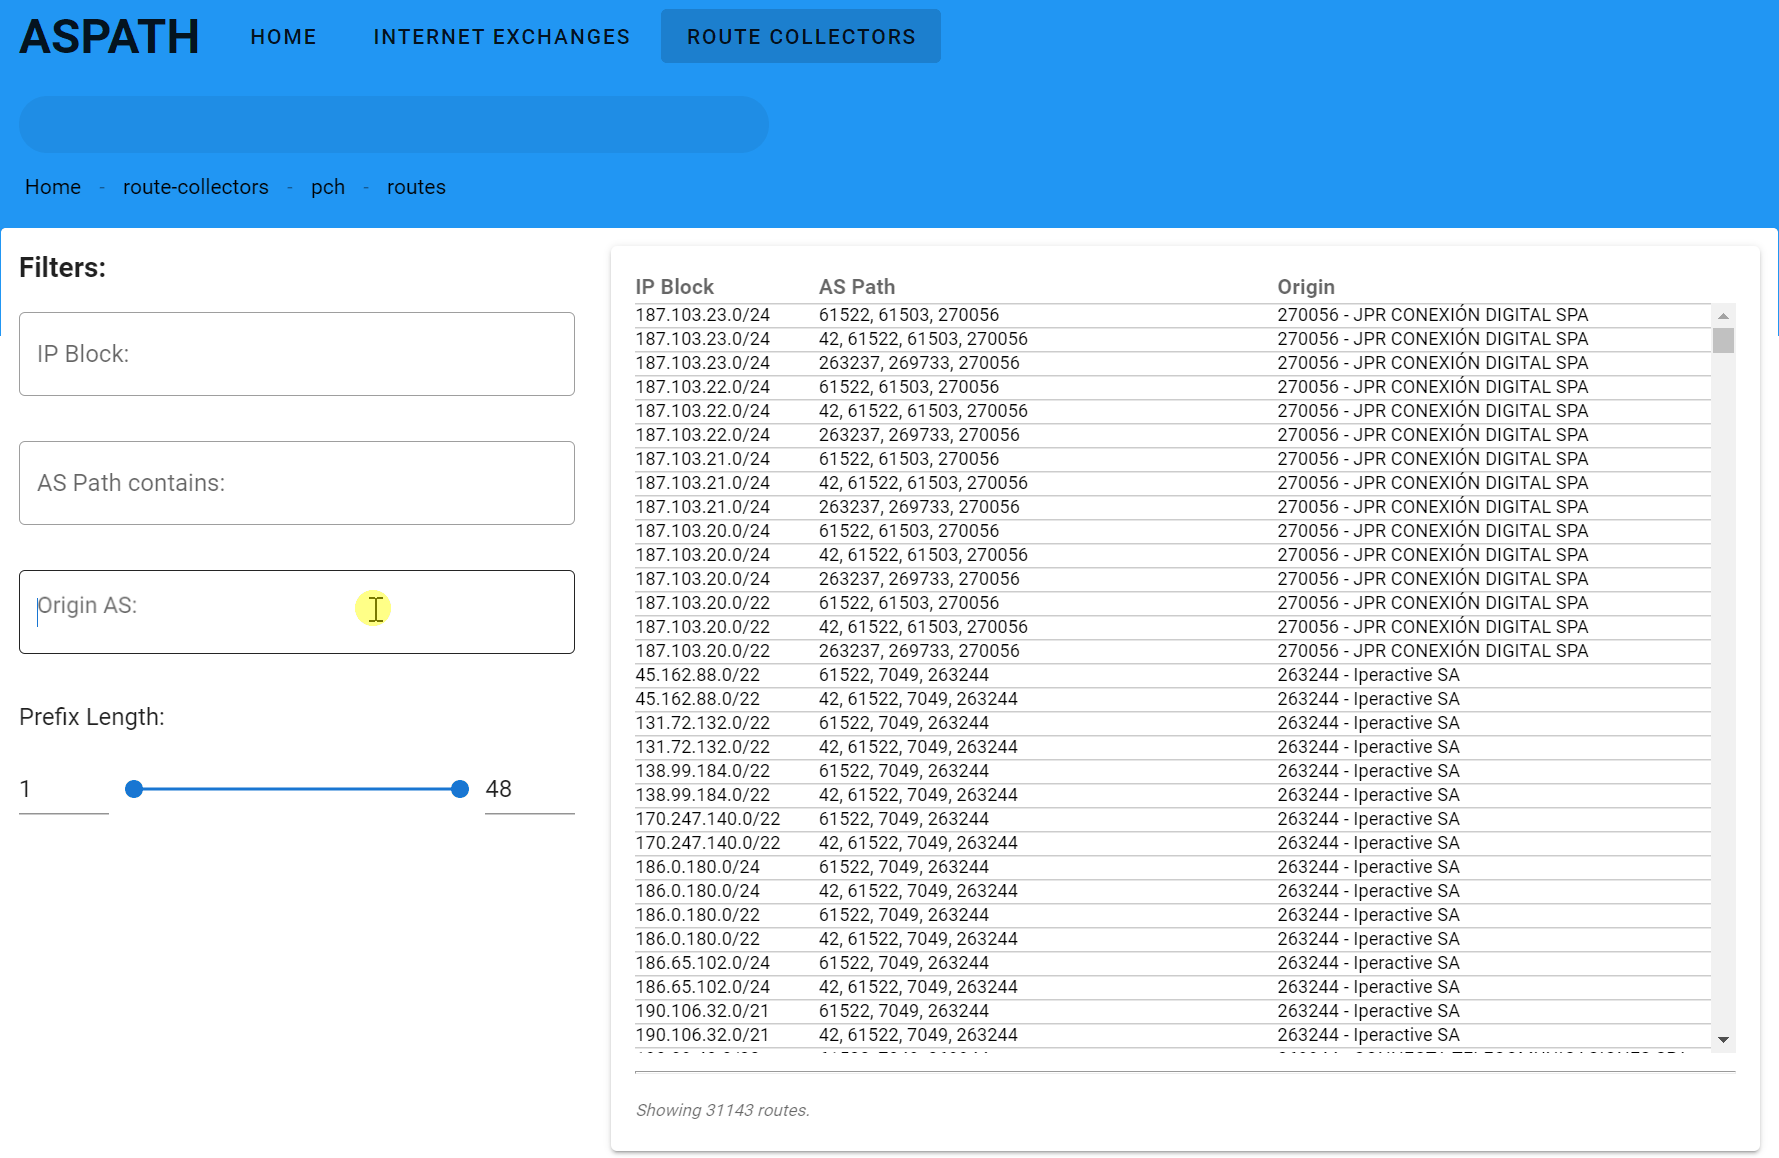 ASPATH HOME INTERNET EXCHANGES ROUTE COLLECTORS
Home - route-collectors - pch - routes
Filters:
IP Block:
AS Path contains:
Origin AS:
Prefix Length:
1 48
IP Block AS Path Origin
187.103.23.0/24 61522, 61503, 270056 270056 - JPR CONEXIÓN DIGITAL SPA
187.103.23.0/24 42, 61522, 61503, 270056 270056 - JPR CONEXIÓN DIGITAL SPA
187.103.23.0/24 263237, 269733, 270056 270056 - JPR CONEXIÓN DIGITAL SPA
187.103.22.0/24 61522, 61503, 270056 270056 - JPR CONEXIÓN DIGITAL SPA
187.103.22.0/24 42, 61522, 61503, 270056 270056 - JPR CONEXIÓN DIGITAL SPA
187.103.22.0/24 263237, 269733, 270056 270056 - JPR CONEXIÓN DIGITAL SPA
187.103.21.0/24 61522, 61503, 270056 270056 - JPR CONEXIÓN DIGITAL SPA
187.103.21.0/24 42, 61522, 61503, 270056 270056 - JPR CONEXIÓN DIGITAL SPA
187.103.21.0/24 263237, 269733, 270056 270056 - JPR CONEXIÓN DIGITAL SPA
187.103.20.0/24 61522, 61503, 270056 270056 - JPR CONEXIÓN DIGITAL SPA
187.103.20.0/24 42, 61522, 61503, 270056 270056 - JPR CONEXIÓN DIGITAL SPA
187.103.20.0/24 263237, 269733, 270056 270056 - JPR CONEXIÓN DIGITAL SPA
187.103.20.0/22 61522, 61503, 270056 270056 - JPR CONEXIÓN DIGITAL SPA
187.103.20.0/22 42, 61522, 61503, 270056 270056 - JPR CONEXIÓN DIGITAL SPA
187.103.20.0/22 263237, 269733, 270056 270056 - JPR CONEXIÓN DIGITAL SPA
45.162.88.0/22 61522, 7049, 263244 263244 - Iperactive SA
45.162.88.0/22 42, 61522, 7049, 263244 263244 - Iperactive SA
131.72.132.0/22 61522, 7049, 263244 263244 - Iperactive SA
131.72.132.0/22 42, 61522, 7049, 263244 263244 - Iperactive SA
138.99.184.0/22 61522, 7049, 263244 263244 - Iperactive SA
138.99.184.0/22 42, 61522, 7049, 263244 263244 - Iperactive SA
170.247.140.0/22 61522, 7049, 263244 263244 - Iperactive SA
170.247.140.0/22 42, 61522, 7049, 263244 263244 - Iperactive SA
186.0.180.0/24 61522, 7049, 263244 263244 - Iperactive SA
186.0.180.0/24 42, 61522, 7049, 263244 263244 - Iperactive SA
186.0.180.0/22 61522, 7049, 263244 263244 - Iperactive SA
186.0.180.0/22 42, 61522, 7049, 263244 263244 - Iperactive SA
186.65.102.0/24 61522, 7049, 263244 263244 - Iperactive SA
186.65.102.0/24 42, 61522, 7049, 263244 263244 - Iperactive SA
190.106.32.0/21 61522, 7049, 263244 263244 - Iperactive SA
190.106.32.0/21 42, 61522, 7049, 263244 263244 - Iperactive SA
Showing 31143 routes.